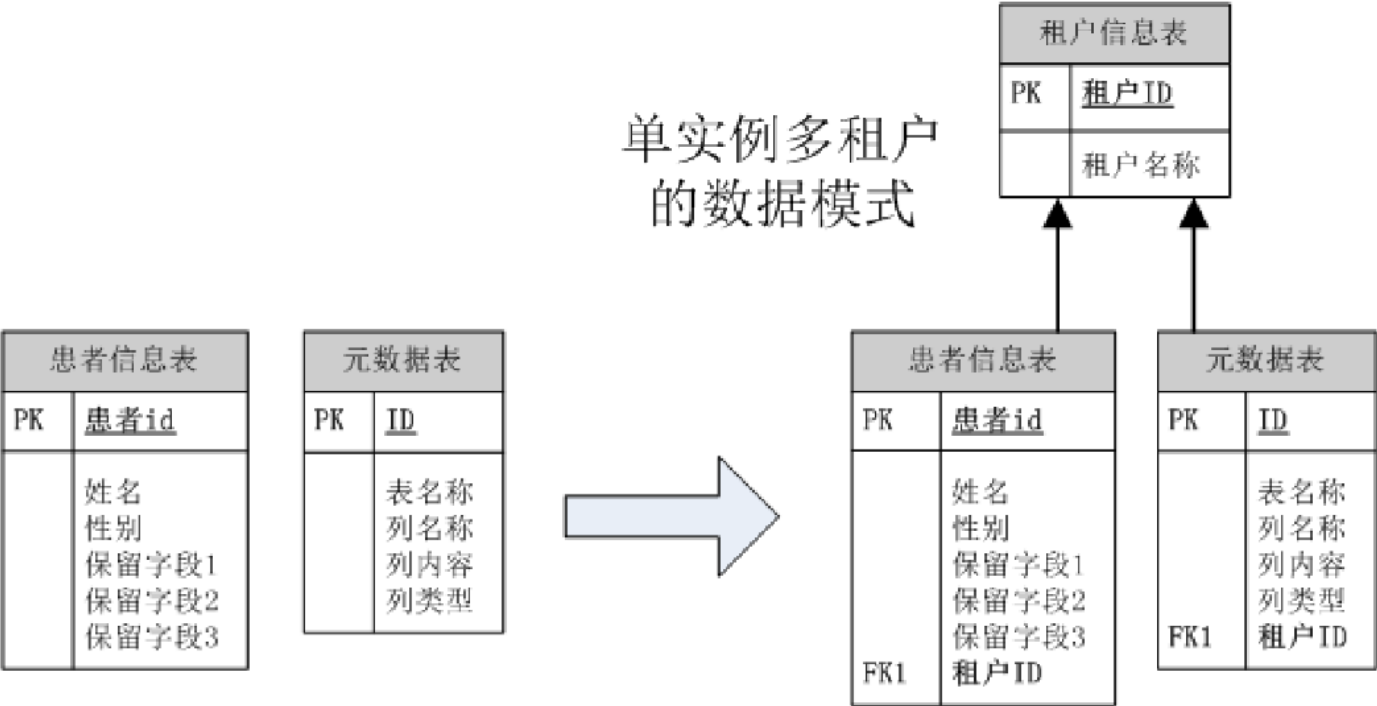 租户信息表
PK 租户ID
租户名称
单实例多租户
的数据模式
患者信息表
PK 患者id
姓名
性别
保留字段1
保留字段2
保留字段3
元数据表
PK ID
表名称
列名称
列内容
列类型
患者信息表
PK 患者id
姓名
性别
保留字段1
保留字段2
保留字段3
FK1 租户ID
元数据表
PK ID
表名称
列名称
列内容
列类型
FK1 租户ID